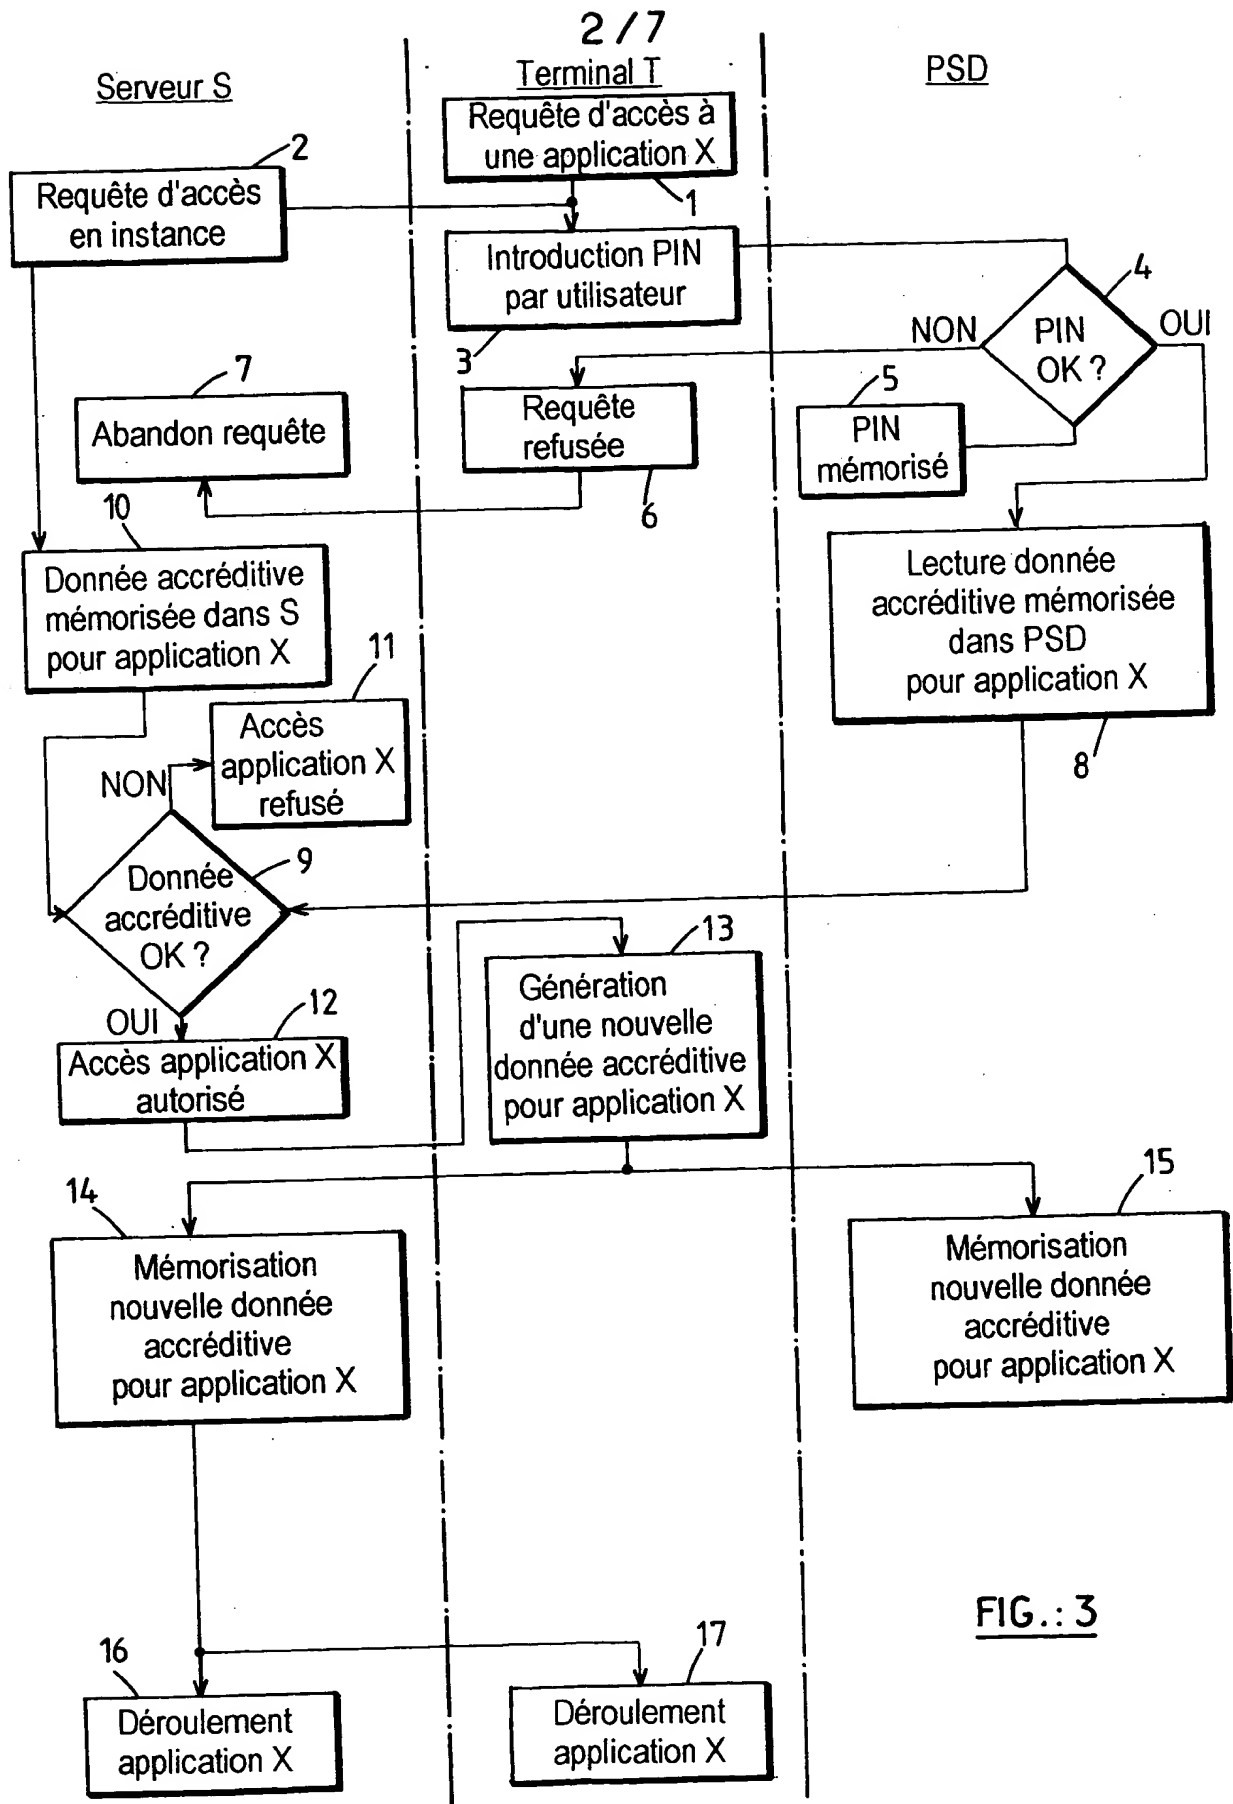 2/7
Serveur S
Terminal T
PSD
Requête d'accès à
une application X
1
2
Requête d'accès
en instance
Introduction PIN
par utilisateur
3
4
PIN
OK ?
NON
OUI
5
PIN
mémorisé
Requête
refusée
6
7
Abandon requête
10
Donnée accréditive
mémorisée dans S
pour application X
Lecture donnée
accréditive mémorisée
dans PSD
pour application X
8
11
Accès
application X
refusé
NON
9
Donnée
accréditive
OK ?
OUI
12
Accès application X
autorisé
13
Génération
d'une nouvelle
donnée accréditive
pour application X
14
Mémorisation
nouvelle donnée
accréditive
pour application X
15
Mémorisation
nouvelle donnée
accréditive
pour application X
16
Déroulement
application X
17
Déroulement
application X
FIG.: 3